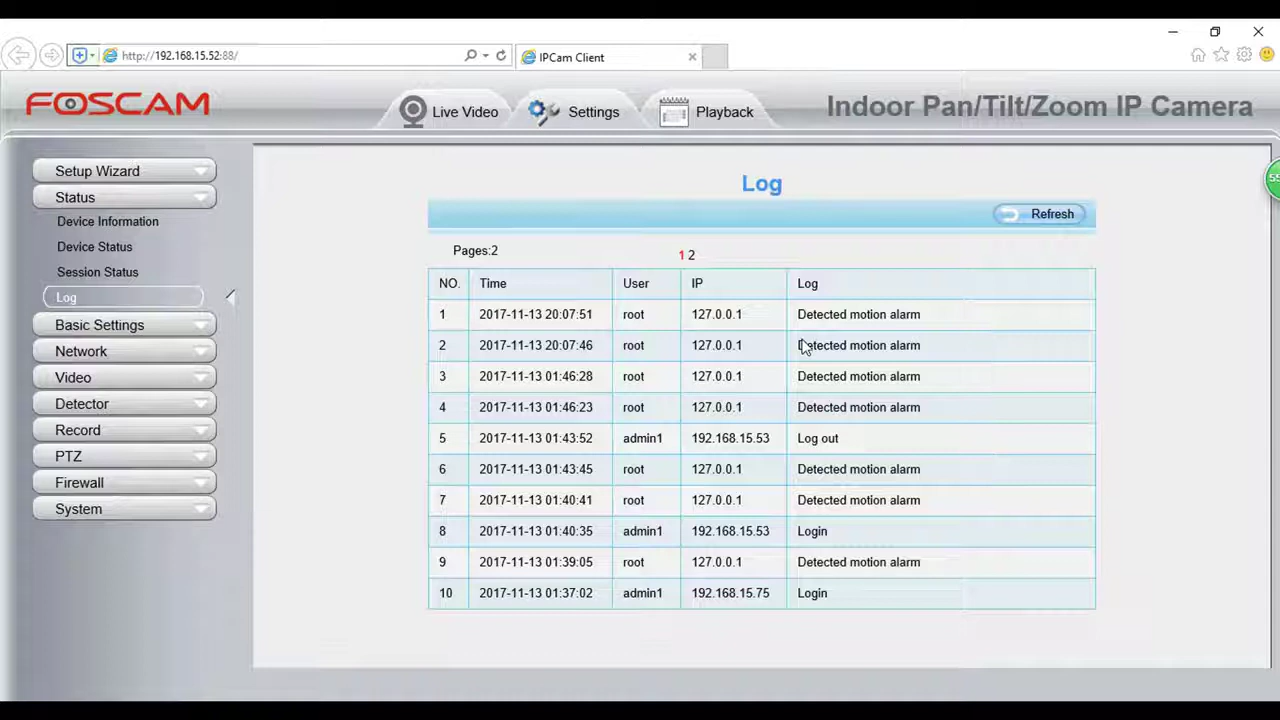 http://192.168.15.52:88/
IPCam Client
FOSCAM
Live Video
Settings
Playback
Indoor Pan/Tilt/Zoom IP Camera
Setup Wizard
Status
Device Information
Device Status
Session Status
Log
Basic Settings
Network
Video
Detector
Record
PTZ
Firewall
System
Log
Refresh
Pages:2
1 2
NO. Time User IP Log
1 2017-11-13 20:07:51 root 127.0.0.1 Detected motion alarm
2 2017-11-13 20:07:46 root 127.0.0.1 Detected motion alarm
3 2017-11-13 01:46:28 root 127.0.0.1 Detected motion alarm
4 2017-11-13 01:46:23 root 127.0.0.1 Detected motion alarm
5 2017-11-13 01:43:52 admin1 192.168.15.53 Log out
6 2017-11-13 01:43:45 root 127.0.0.1 Detected motion alarm
7 2017-11-13 01:40:41 root 127.0.0.1 Detected motion alarm
8 2017-11-13 01:40:35 admin1 192.168.15.53 Login
9 2017-11-13 01:39:05 root 127.0.0.1 Detected motion alarm
10 2017-11-13 01:37:02 admin1 192.168.15.75 Login